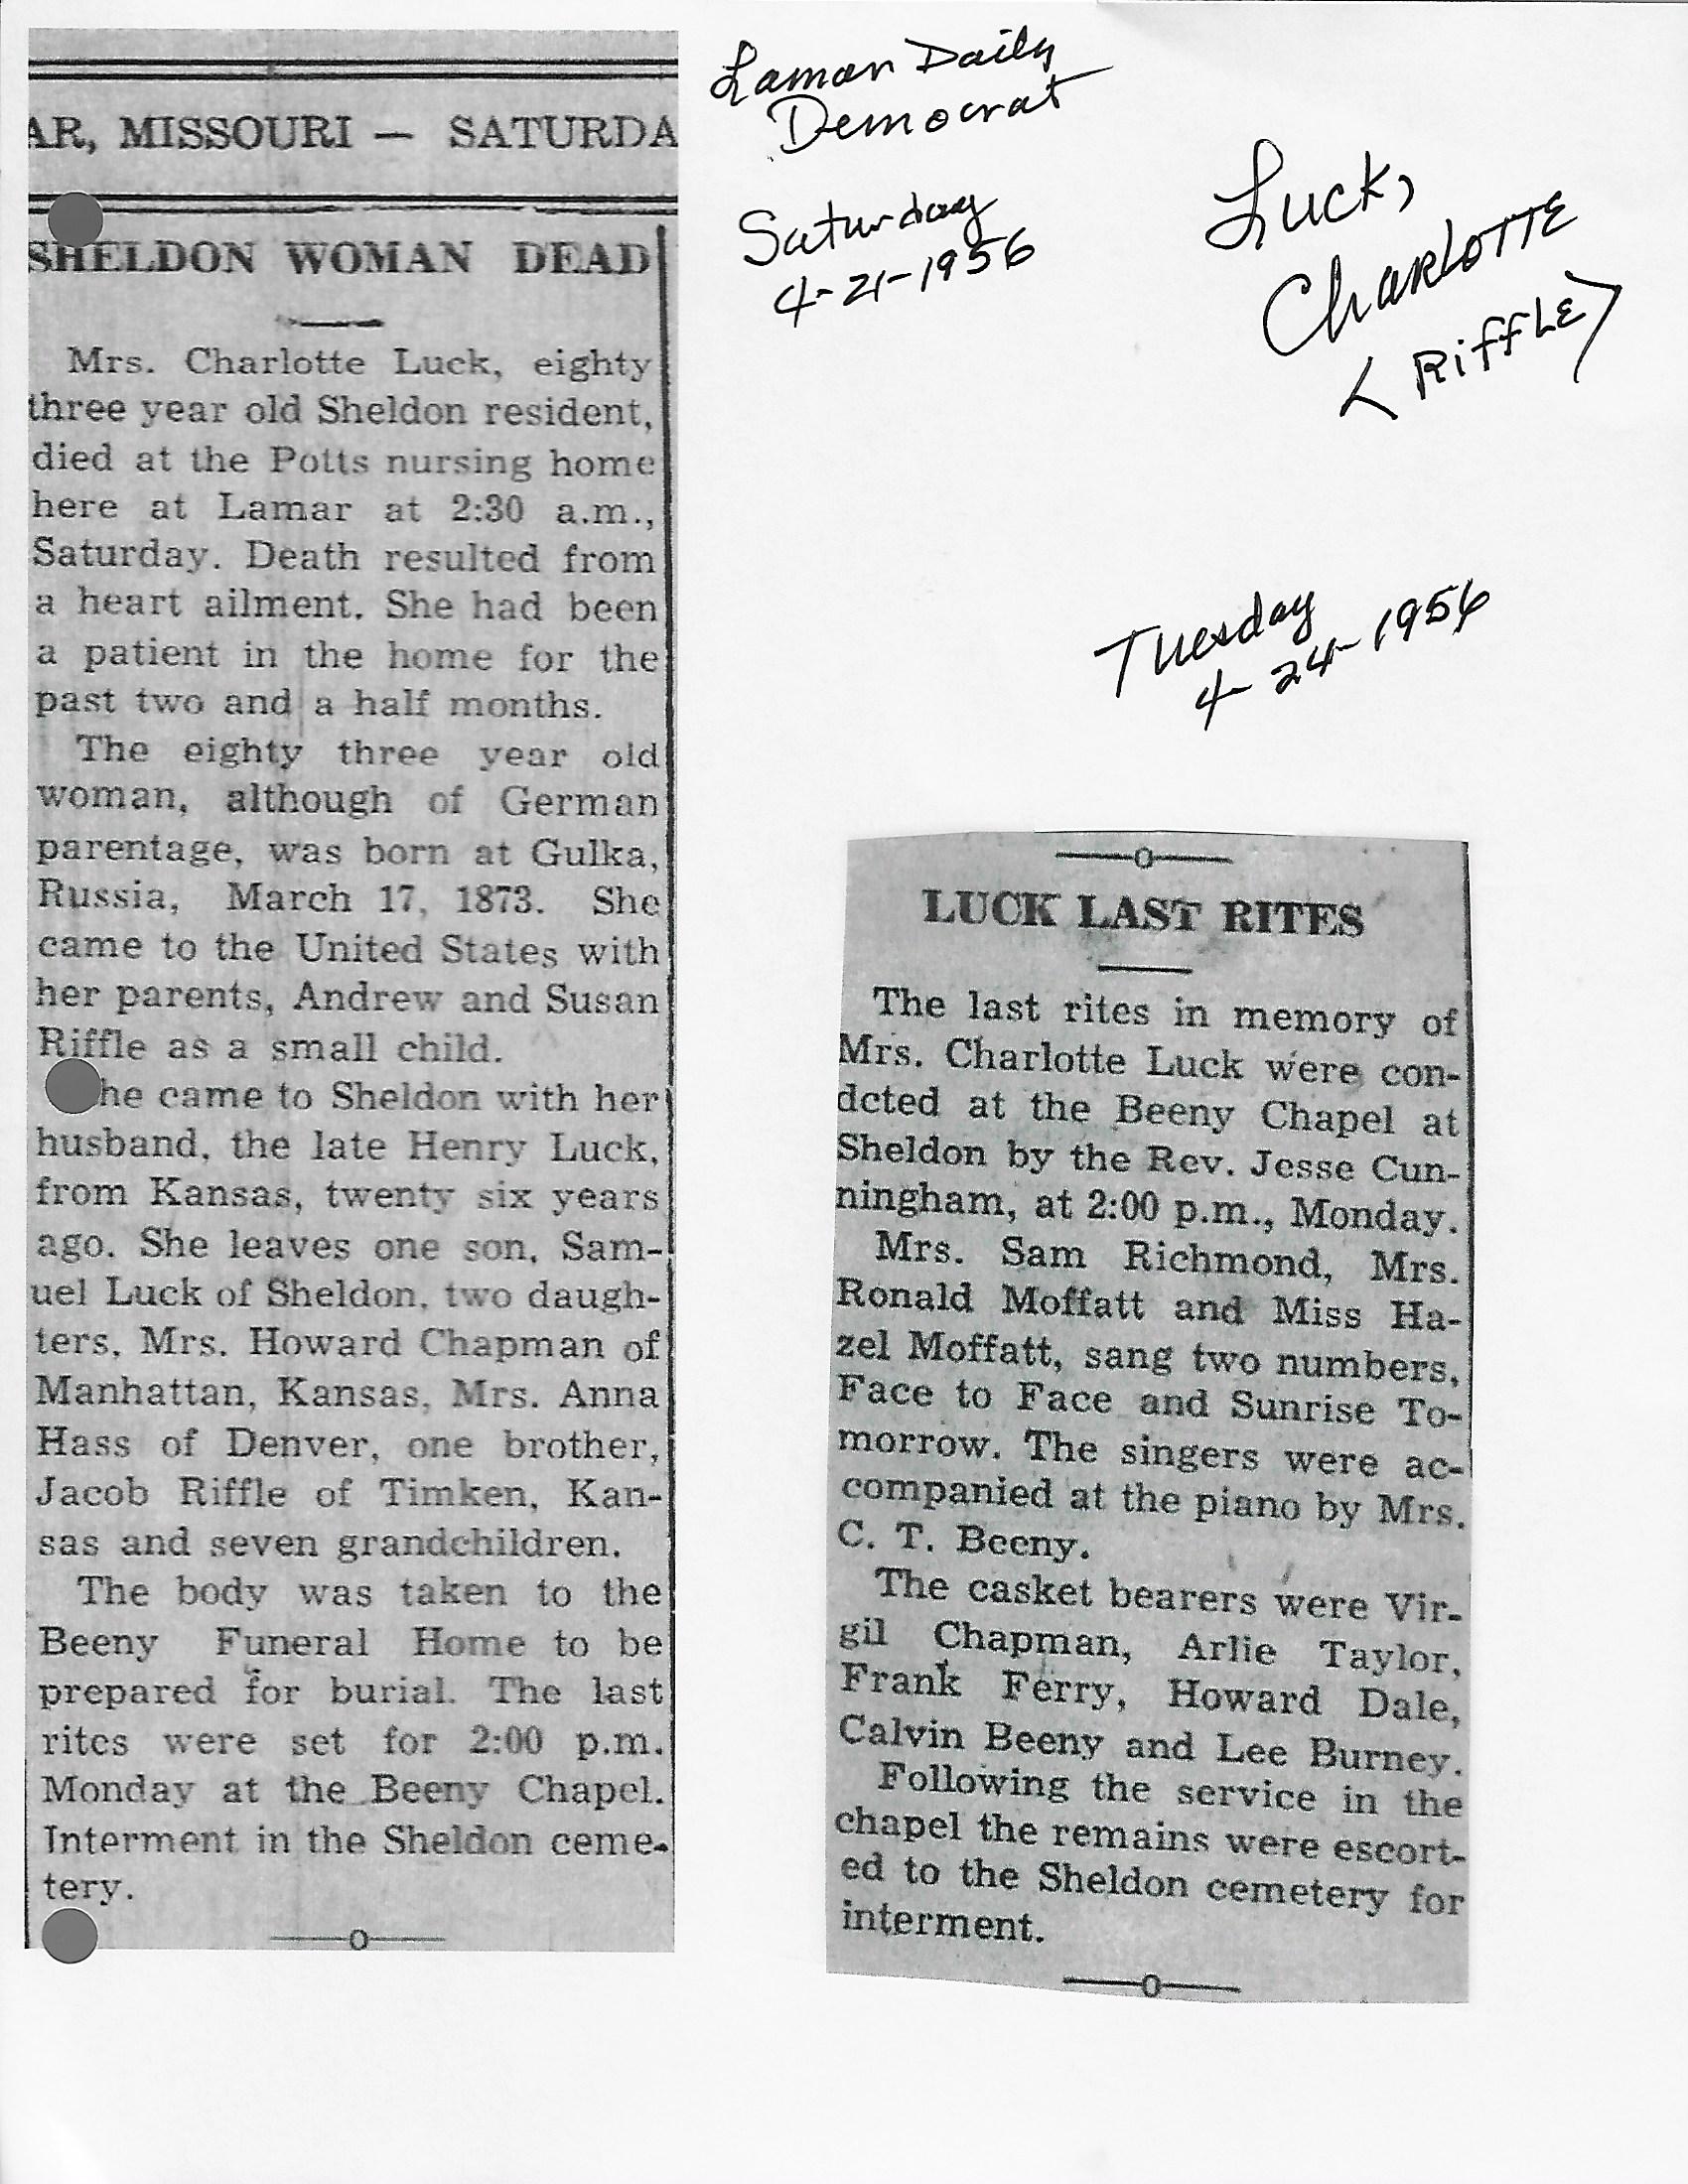 AR, MISSOURI — SATURDA
SHELDON WOMAN DEAD
Mrs. Charlotte Luck, eighty
three year old Sheldon resident,
died at the Potts nursing home
here at Lamar at 2:30 a.m.,
Saturday. Death resulted from
a heart ailment. She had been
a patient in the home for the
past two and a half months.
The eighty three year old
woman, although of German
parentage, was born at Gulka,
Russia, March 17, 1873. She
came to the United States with
her parents, Andrew and Susan
Riffle as a small child.
he came to Sheldon with her
husband, the late Henry Luck,
from Kansas, twenty six years
ago. She leaves one son, Sam-
uel Luck of Sheldon, two daugh-
ters, Mrs. Howard Chapman of
Manhattan, Kansas, Mrs. Anna
Hass of Denver, one brother,
Jacob Riffle of Timken, Kan-
sas and seven grandchildren.
The body was taken to the
Beeny Funeral Home to be
prepared for burial. The last
rites were set for 2:00 p.m.
Monday at the Beeny Chapel.
Interment in the Sheldon ceme-
tery.
Lamar Daily
Democrat
Saturday
4-21-1956
Luck,
Charlotte
< Riffle >
Tuesday
4-24-1956
LUCK LAST RITES
The last rites in memory of
Mrs. Charlotte Luck were con-
dcted at the Beeny Chapel at
Sheldon by the Rev. Jesse Cun-
ningham, at 2:00 p.m., Monday.
Mrs. Sam Richmond, Mrs.
Ronald Moffatt and Miss Ha-
zel Moffatt, sang two numbers,
Face to Face and Sunrise To-
morrow. The singers were ac-
companied at the piano by Mrs.
C. T. Beeny.
The casket bearers were Vir-
gil Chapman, Arlie Taylor,
Frank Ferry, Howard Dale,
Calvin Beeny and Lee Burney.
Following the service in the
chapel the remains were escort-
ed to the Sheldon cemetery for
interment.